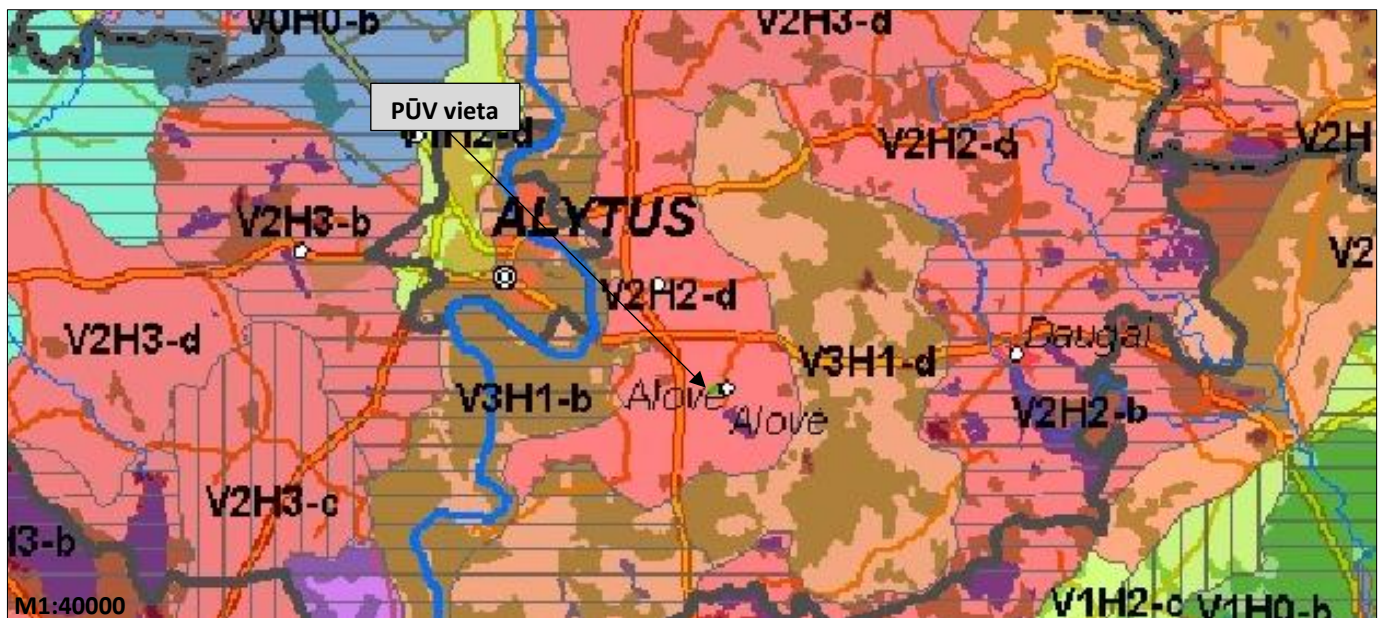 V0H0-b
V2H3-d
PŪV vieta
V2H2-d
V2H
V2H3-b
ALYTUS
V2
V2H2-d
V2H3-d
Daugai
V3H1-d
V3H1-b
Alovė
Alovė
V2H2-b
V2H3-c
V1H2-c
V1H0-b
M1:40000